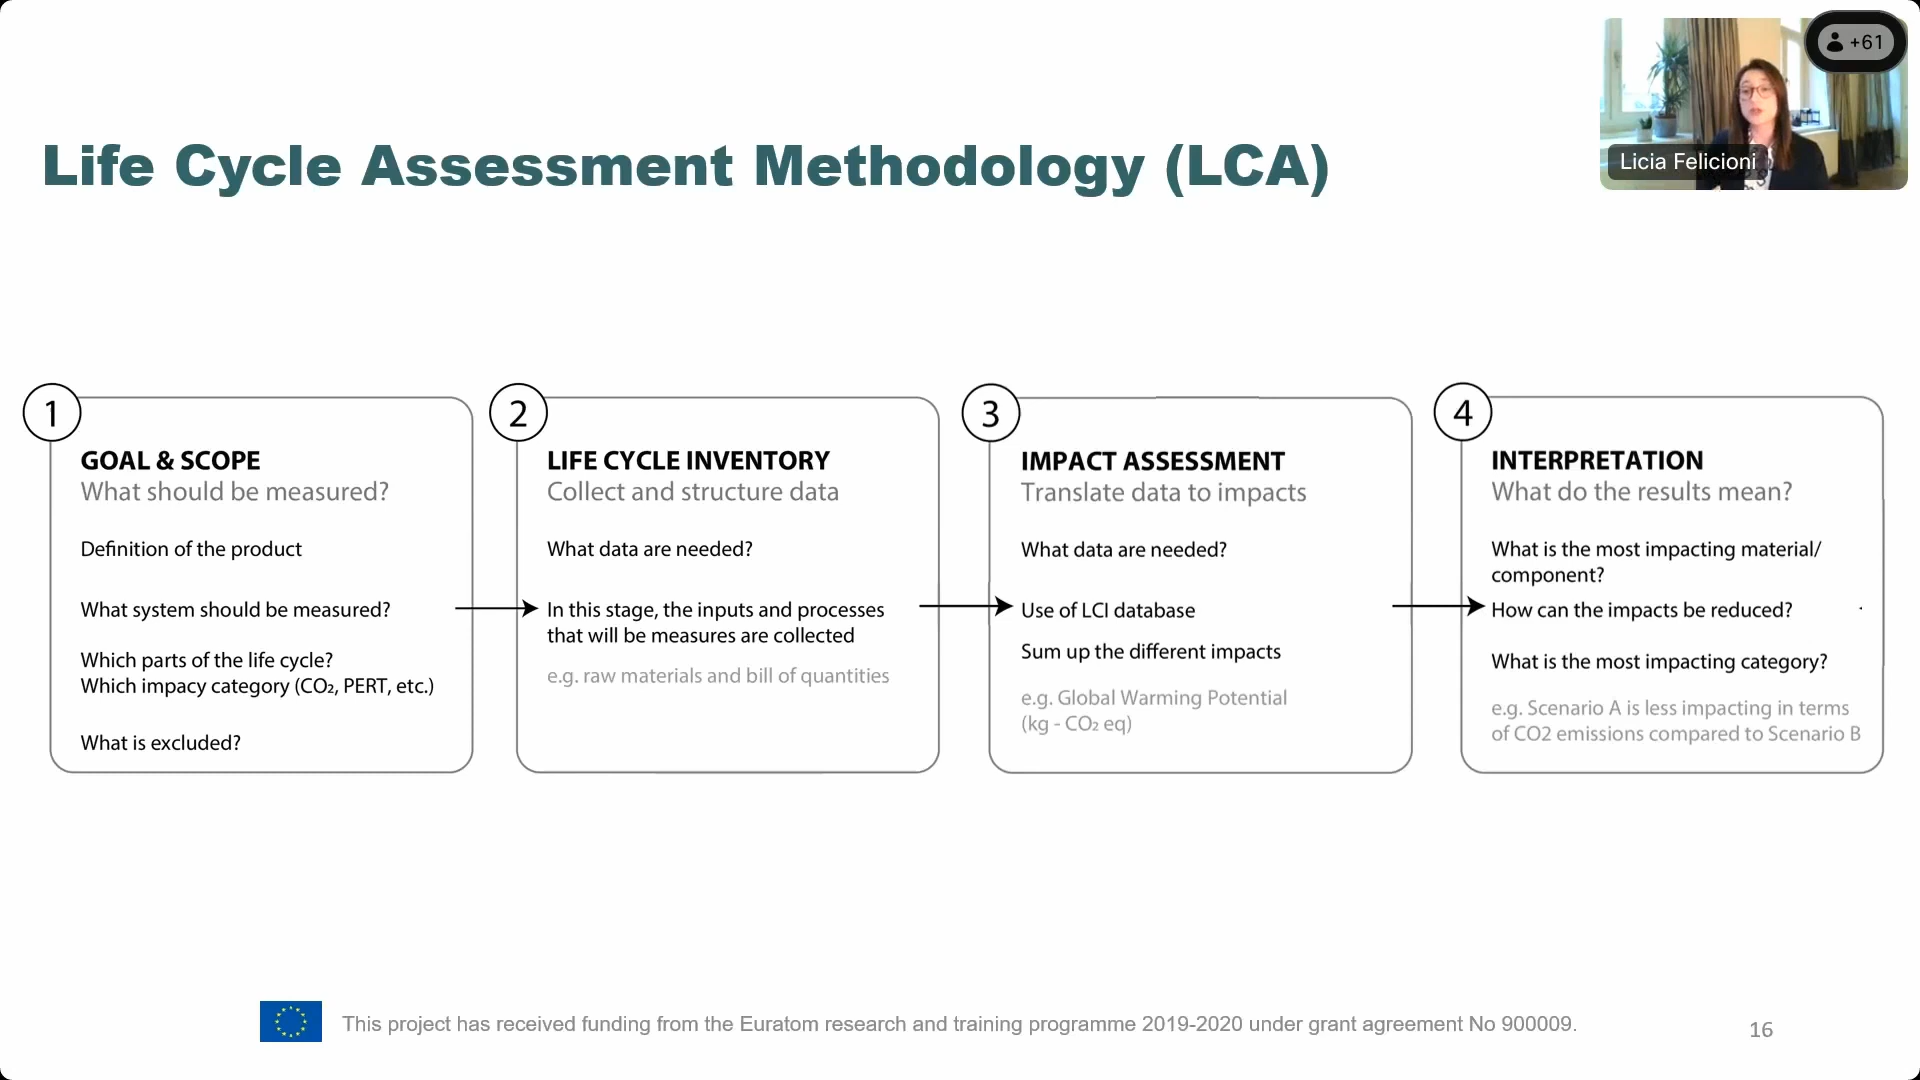 +61
Licia Felicioni
Life Cycle Assessment Methodology (LCA)
1
GOAL & SCOPE
What should be measured?
Definition of the product
What system should be measured?
Which parts of the life cycle?
Which impacy category (CO₂, PERT, etc.)
What is excluded?
2
LIFE CYCLE INVENTORY
Collect and structure data
What data are needed?
In this stage, the inputs and processes
that will be measures are collected
e.g. raw materials and bill of quantities
3
IMPACT ASSESSMENT
Translate data to impacts
What data are needed?
Use of LCI database
Sum up the different impacts
e.g. Global Warming Potential
(kg - CO₂ eq)
4
INTERPRETATION
What do the results mean?
What is the most impacting material/
component?
How can the impacts be reduced?
What is the most impacting category?
e.g. Scenario A is less impacting in terms
of CO2 emissions compared to Scenario B
This project has received funding from the Euratom research and training programme 2019-2020 under grant agreement No 900009.
16